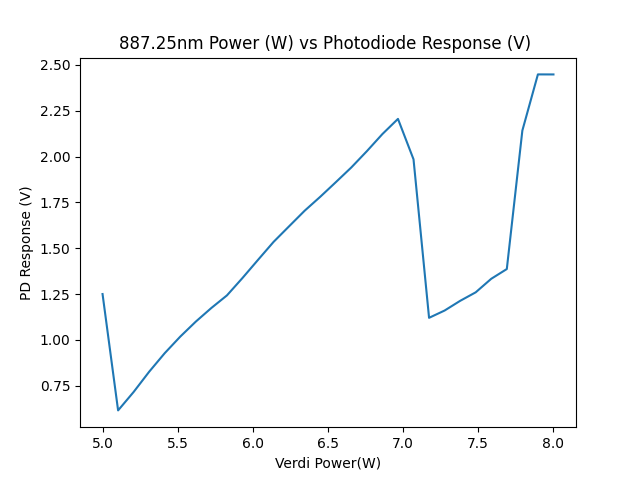 887.25nm Power (W) vs Photodiode Response (V)
2.50
2.25
2.00
1.75
1.50
1.25
1.00
0.75
PD Response (V)
5.0 5.5 6.0 6.5 7.0 7.5 8.0
Verdi Power(W)